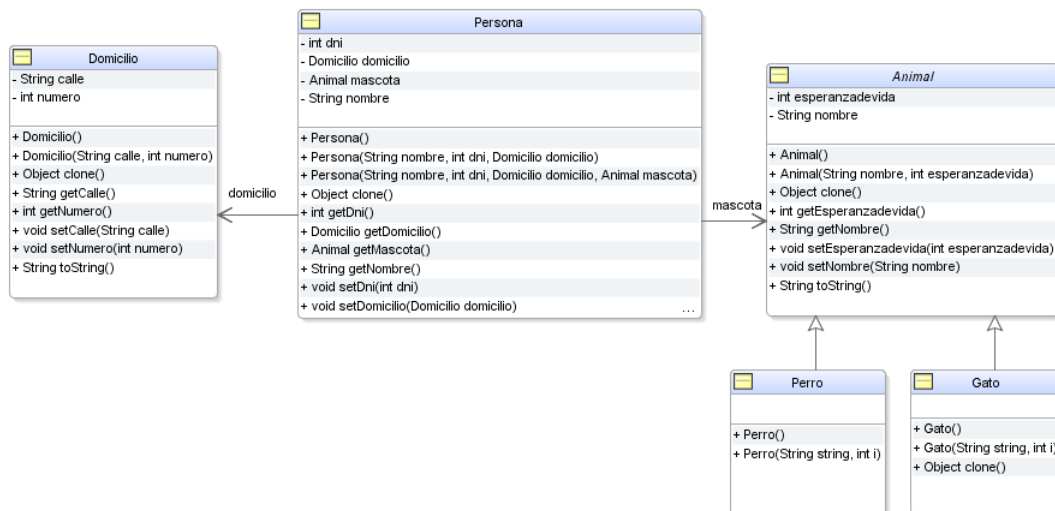 Domicilio
- String calle
- int numero
+ Domicilio()
+ Domicilio(String calle, int numero)
+ Object clone()
+ String getCalle()
+ int getNumero()
+ void setCalle(String calle)
+ void setNumero(int numero)
+ String toString()
domicilio
Persona
- int dni
- Domicilio domicilio
- Animal mascota
- String nombre
+ Persona()
+ Persona(String nombre, int dni, Domicilio domicilio)
+ Persona(String nombre, int dni, Domicilio domicilio, Animal mascota)
+ Object clone()
+ int getDni()
+ Domicilio getDomicilio()
+ Animal getMascota()
+ String getNombre()
+ void setDni(int dni)
+ void setDomicilio(Domicilio domicilio)
...
mascota
Animal
- int esperanzadevida
- String nombre
+ Animal()
+ Animal(String nombre, int esperanzadevida)
+ Object clone()
+ int getEsperanzadevida()
+ String getNombre()
+ void setEsperanzadevida(int esperanzadevida)
+ void setNombre(String nombre)
+ String toString()
Perro
+ Perro()
+ Perro(String string, int i)
Gato
+ Gato()
+ Gato(String string, int i)
+ Object clone()